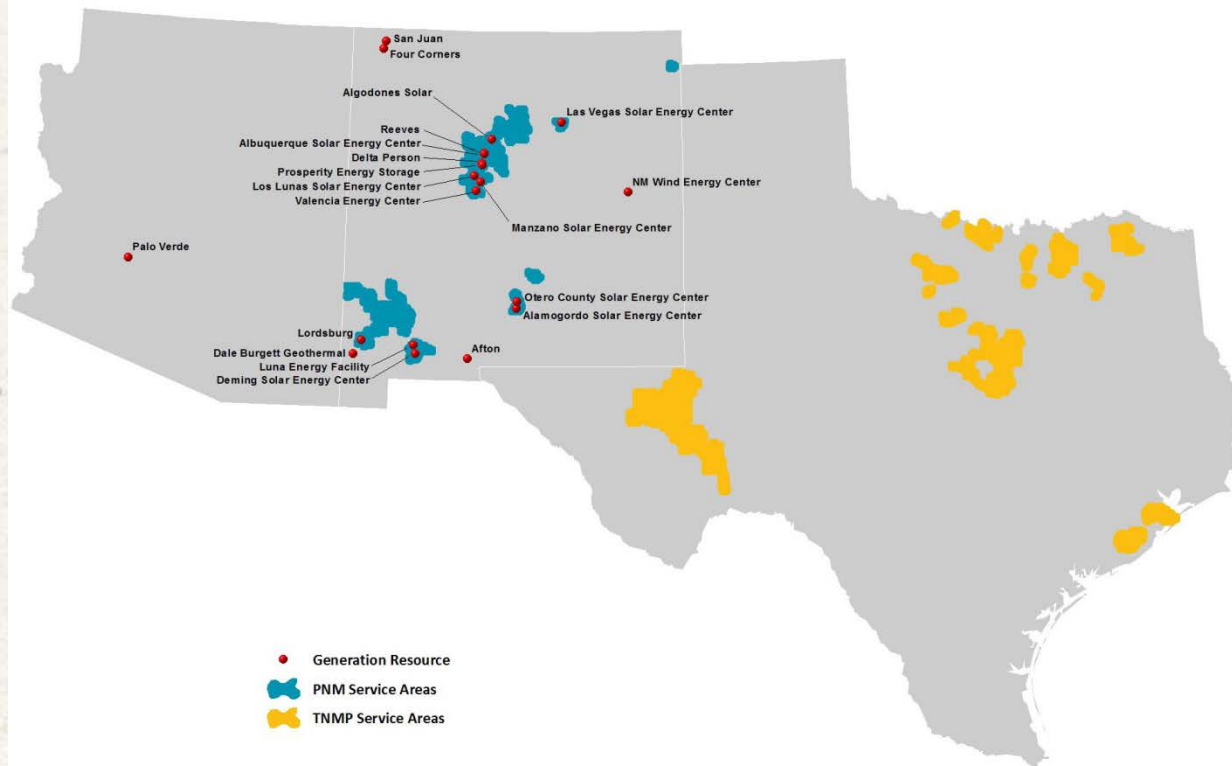 San Juan
Four Corners
Algodones Solar
Las Vegas Solar Energy Center
Reeves
Albuquerque Solar Energy Center
Delta Person
Prosperity Energy Storage
Los Lunas Solar Energy Center
Valencia Energy Center
NM Wind Energy Center
Manzano Solar Energy Center
Palo Verde
Otero County Solar Energy Center
Alamogordo Solar Energy Center
Lordsburg
Dale Burgett Geothermal
Luna Energy Facility
Deming Solar Energy Center
Afton
Generation Resource
PNM Service Areas
TNMP Service Areas